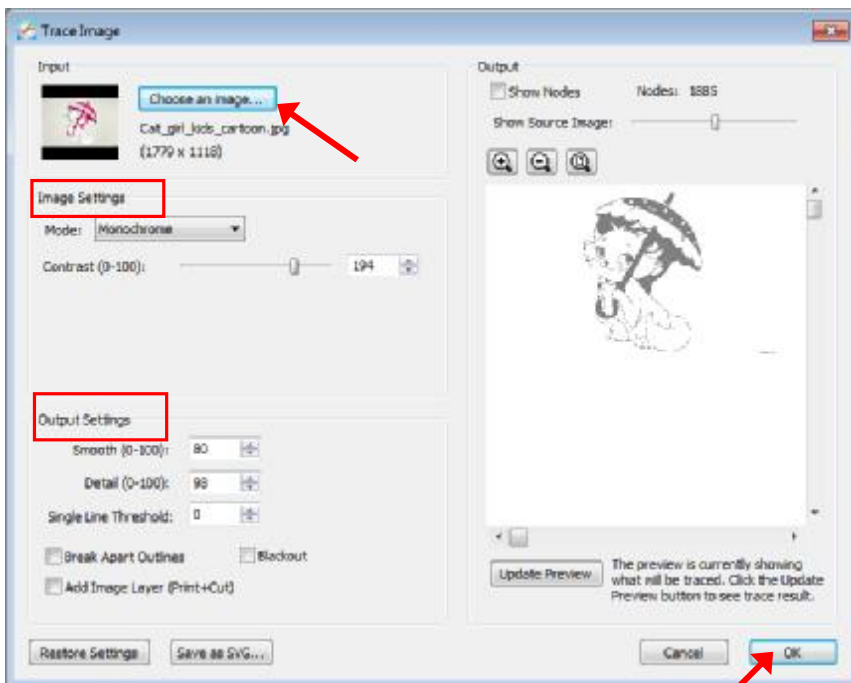 Trace Image
Input
Choose an image...
Cat_girl_kids_cartoon.jpg
(1779 x 1118)
Image Settings
Mode: Monochrome
Contrast (0-100): 194
Output Settings
Smooth (0-100): 80
Detail (0-100): 98
Single Line Threshold: 0
Break Apart Outlines Blackout
Add Image Layer (Print+Cut)
Restore Settings Save as SVG...
Output
Show Nodes Nodes:
Show Source Image:
Update Preview
The preview is currently showing
what will be traced. Click the Update
Preview button to see trace result.
Cancel OK